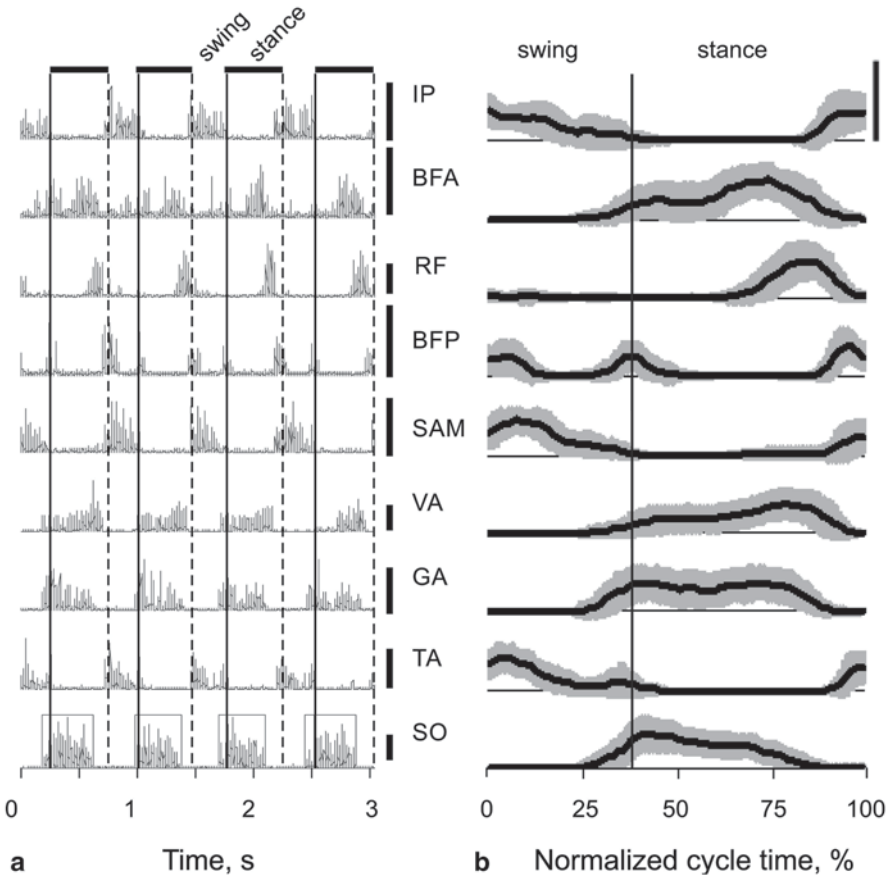 swing
stance
swing
stance
IP
BFA
RF
BFP
SAM
VA
GA
TA
SO
0 1 2 3
0 25 50 75 100
a Time, s
b Normalized cycle time, %